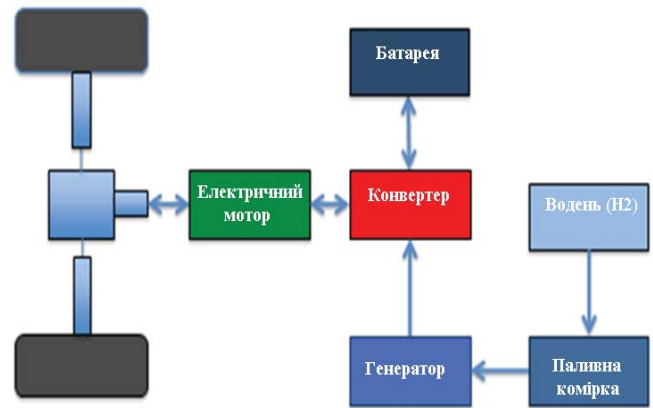 Батарея
Електричний
мотор
Конвертер
Водень (H2)
Генератор
Паливна
комірка